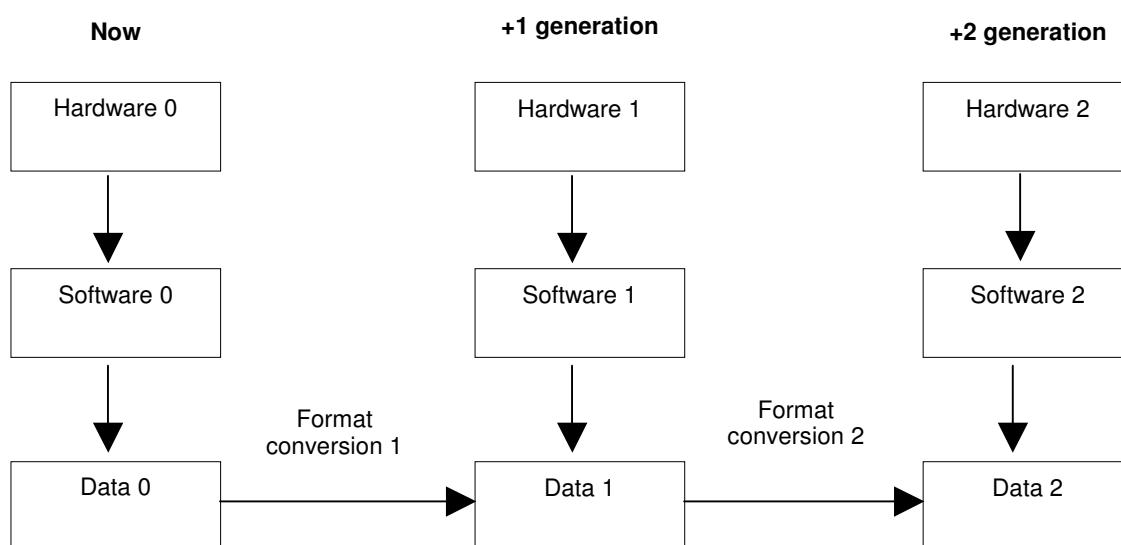 Now
+1 generation
+2 generation
Hardware 0
Hardware 1
Hardware 2
Software 0
Software 1
Software 2
Format
conversion 1
Format
conversion 2
Data 0
Data 1
Data 2